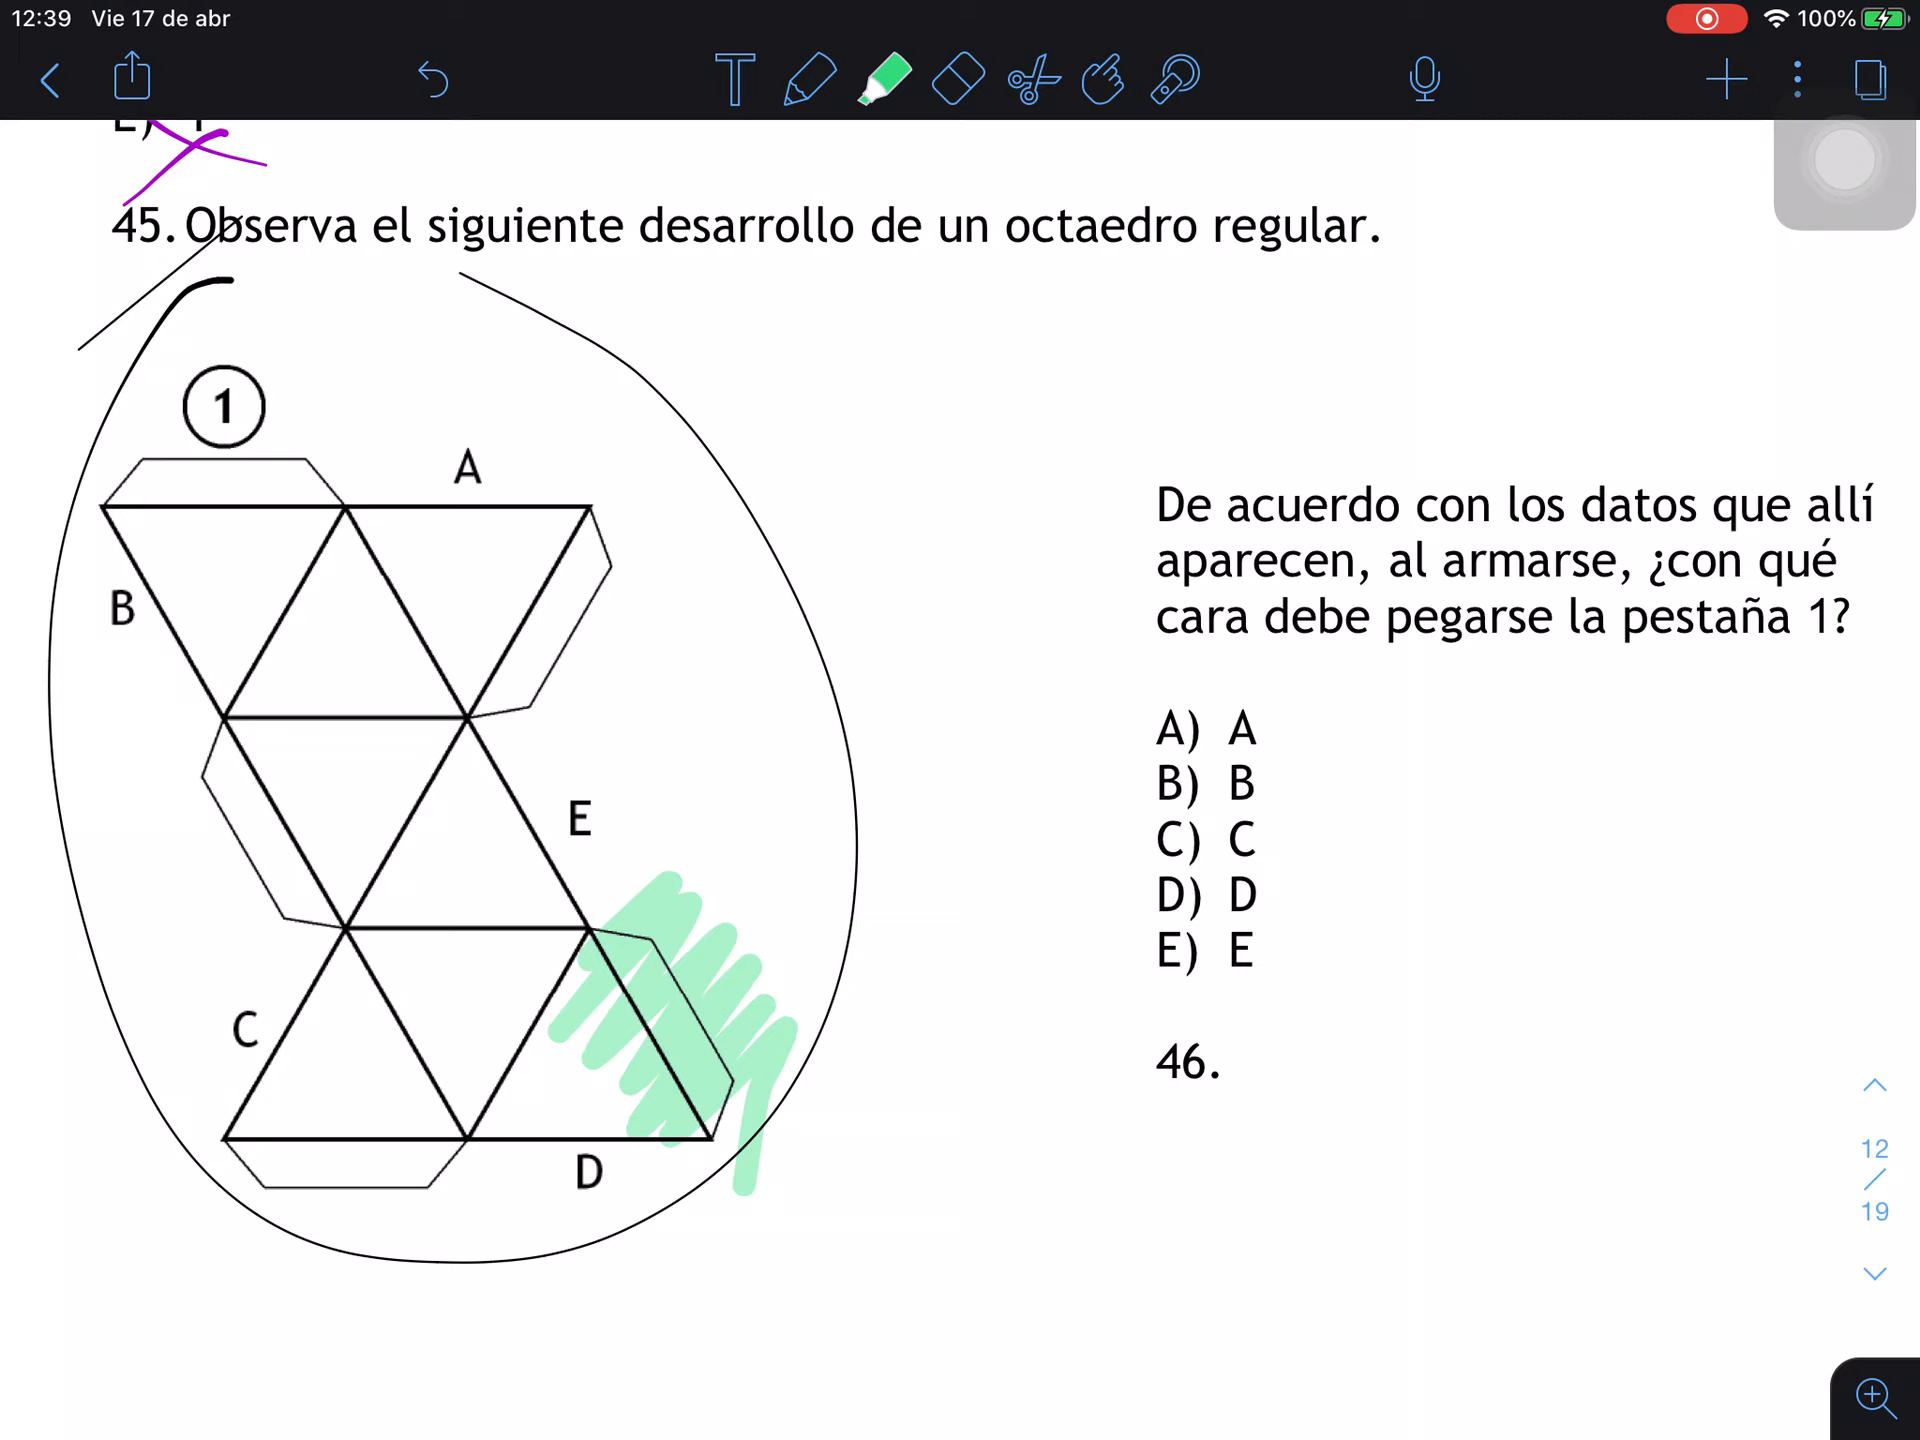 12:39 Vie 17 de abr
100%
45. Observa el siguiente desarrollo de un octaedro regular.
1
A
B
E
C
D
De acuerdo con los datos que allí
aparecen, al armarse, ¿con qué
cara debe pegarse la pestaña 1?
A) A
B) B
C) C
D) D
E) E
46.
12
/
19